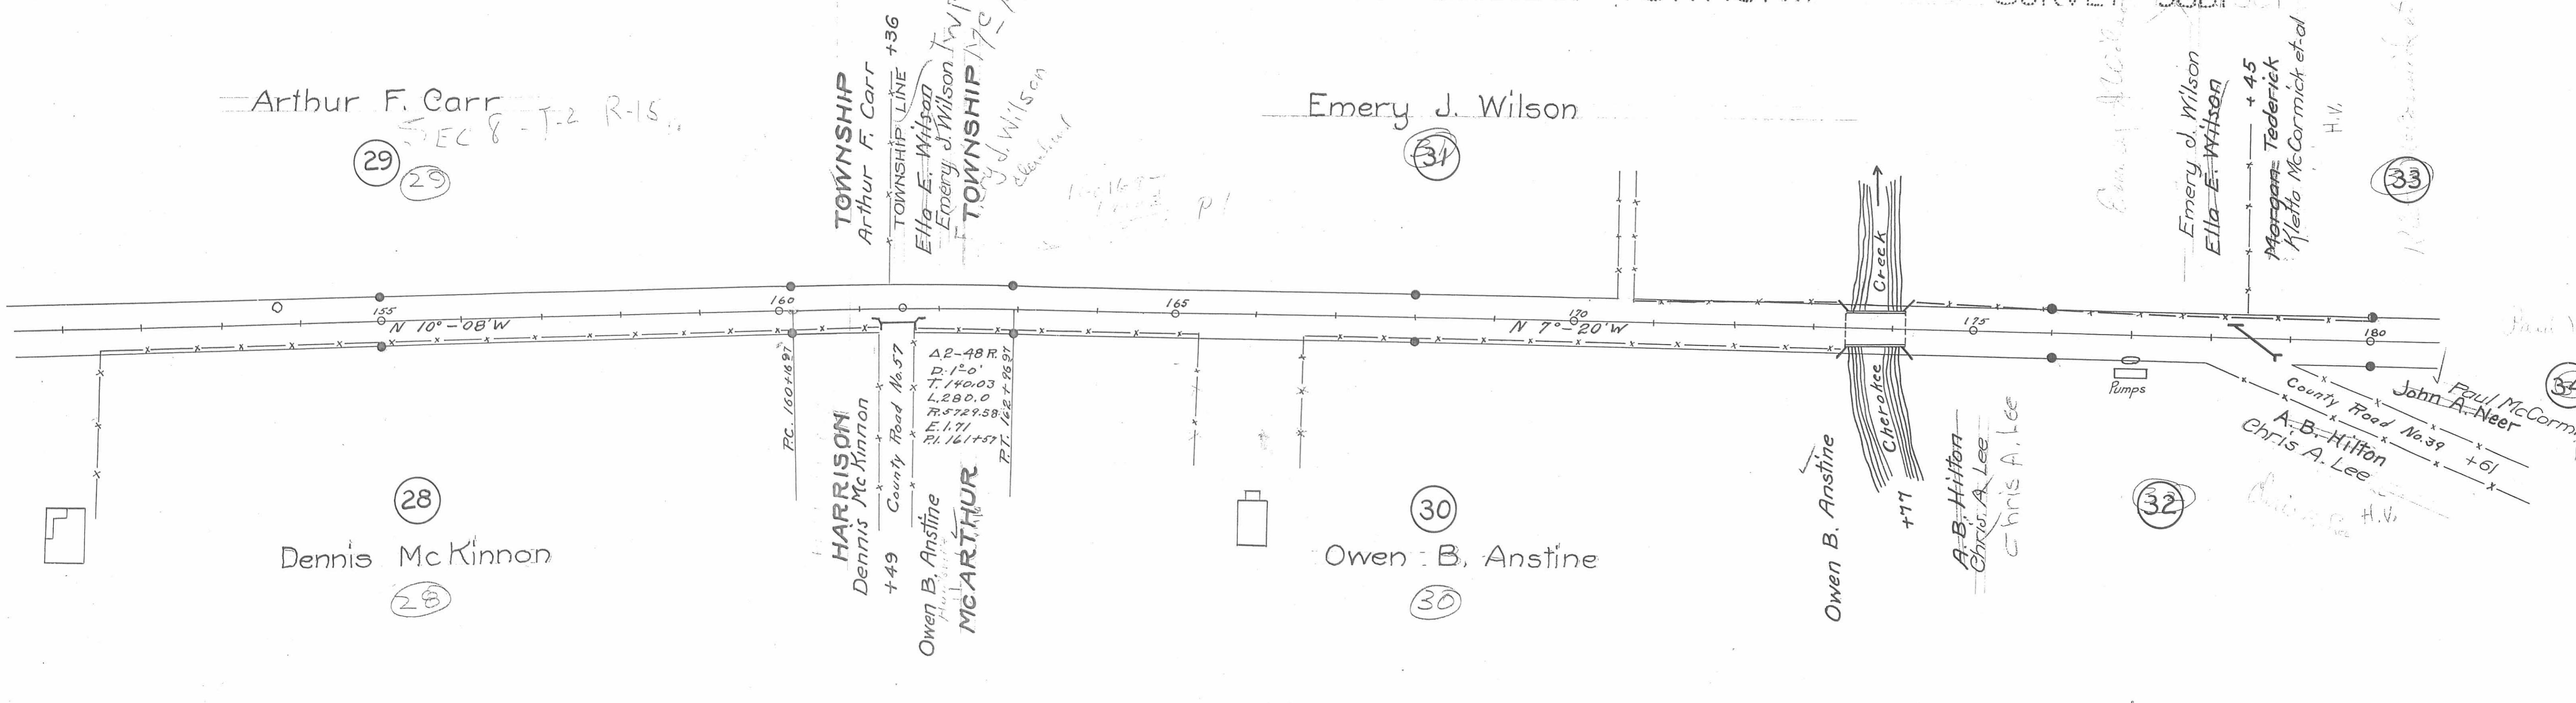 Arthur F. Carr
SEC 8 - T-2 R-15
29
29
TOWNSHIP
Arthur F. Carr
TOWNSHIP LINE +36
Ella E. Wilson
Emery J. Wilson
TOWNSHIP
J. Wilson
Emery J. Wilson
31
Creek
Emery J. Wilson
Ella E. Wilson
+45
Morgan Tederick
Kletto McCormick et-al
H.V.
33
155
160
165
170
175
180
N 10°-08'W
N 7°-20'W
P.C. 160+16.97
HARRISON
Dennis McKinnon
+49
County Road No.57
Owen B. Anstine
McARTHUR
Δ.2-48 R.
D.1°-0'
T.140.03
L.280.0
R.5729.58
E.1.71
P.I. 161+57
P.T. 162+96.97
28
Dennis McKinnon
28
30
Owen B. Anstine
30
Owen B. Anstine
Cherokee
+77
A. B. Hilton
Chris. A. Lee
Chris A. Lee
Pumps
32
County Road No.39 +61
John A. Neer
A. B. Hilton
Chris A. Lee
H.V.